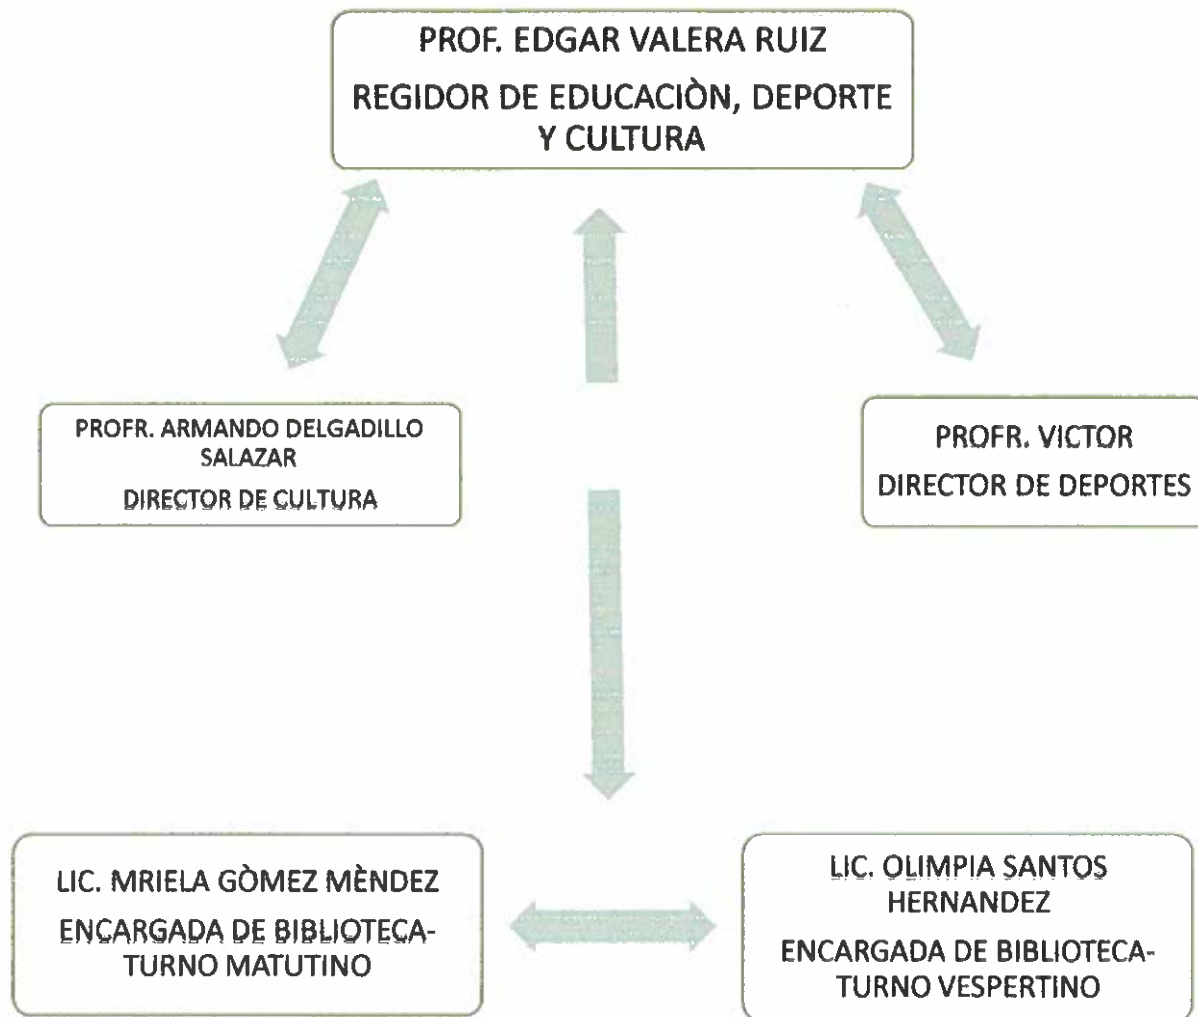 PROF. EDGAR VALERA RUIZ
REGIDOR DE EDUCACIÒN, DEPORTE
Y CULTURA
PROFR. ARMANDO DELGADILLO
SALAZAR
DIRECTOR DE CULTURA
PROFR. VICTOR
DIRECTOR DE DEPORTES
LIC. MRIELA GÒMEZ MÈNDEZ
ENCARGADA DE BIBLIOTECA-
TURNO MATUTINO
LIC. OLIMPIA SANTOS
HERNANDEZ
ENCARGADA DE BIBLIOTECA-
TURNO VESPERTINO